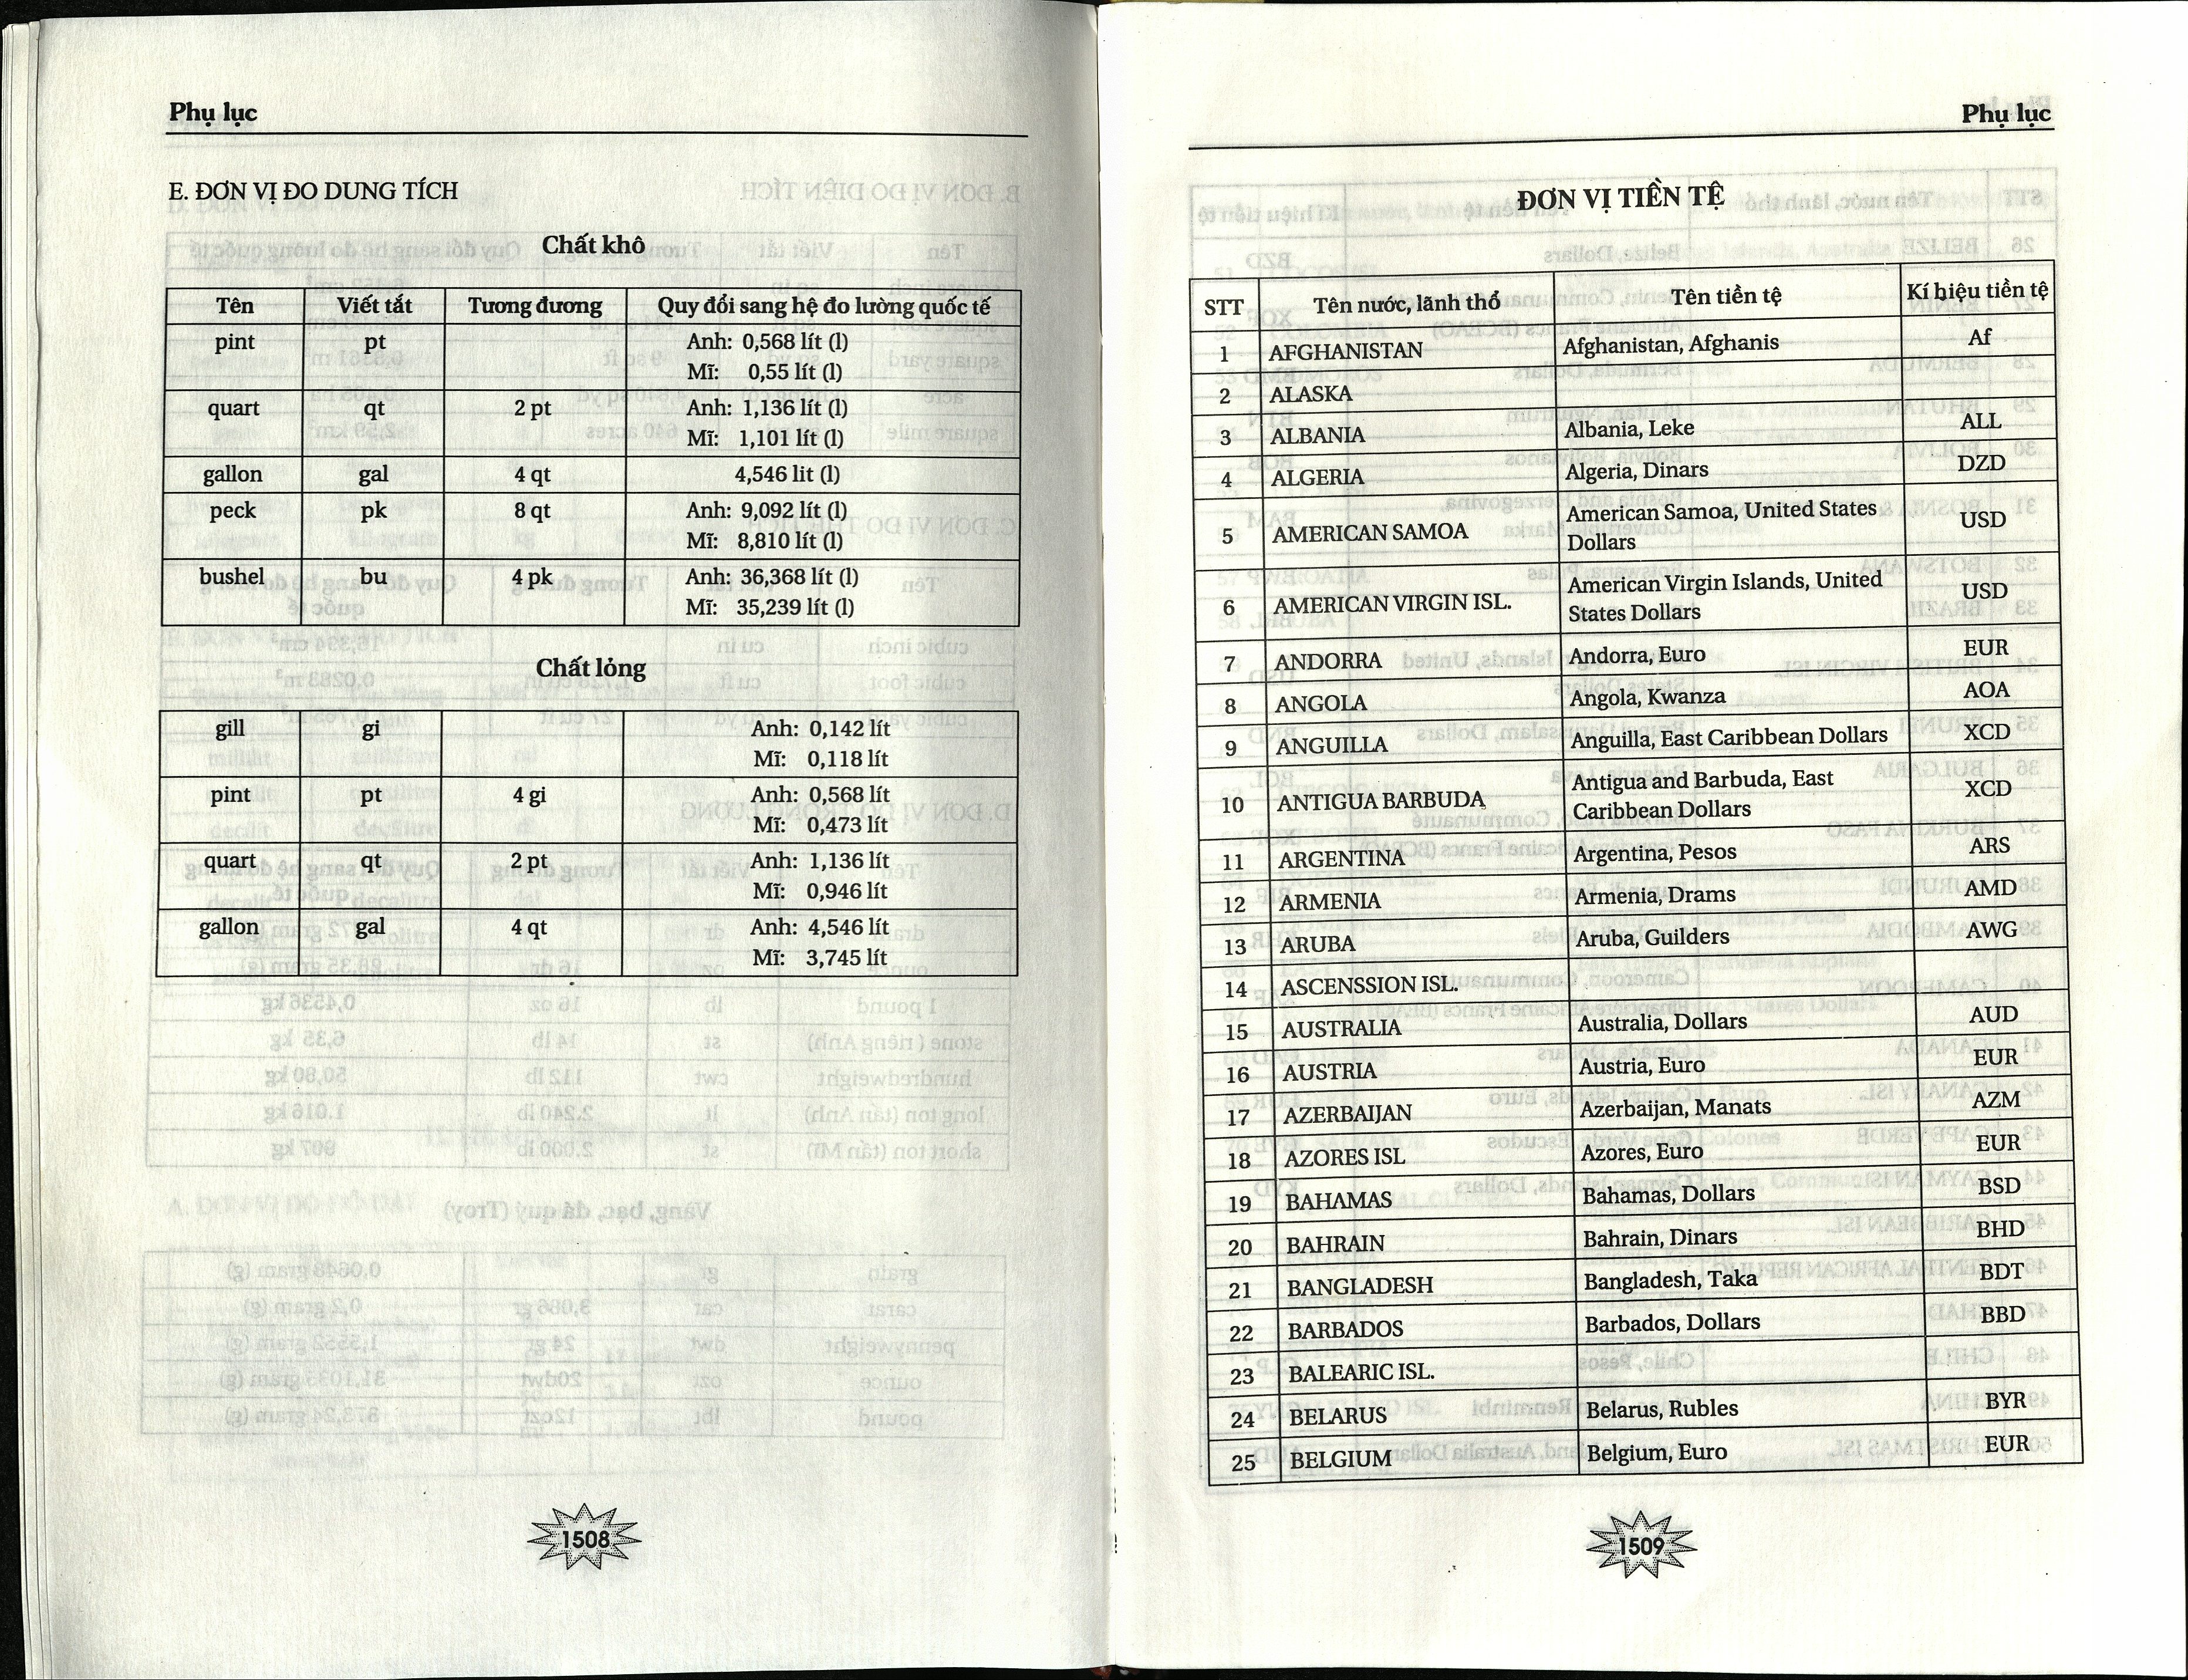 Phụ lục
E. ĐƠN VỊ ĐO DUNG TÍCH
Chất khô
Tên Viết tắt Tương đương Quy đổi sang hệ đo lường quốc tế
pint pt Anh: 0,568 lít (l)
Mĩ: 0,55 lít (l)
quart qt 2 pt Anh: 1,136 lít (l)
Mĩ: 1,101 lít (l)
gallon gal 4 qt 4,546 lit (l)
peck pk 8 qt Anh: 9,092 lít (l)
Mĩ: 8,810 lít (l)
bushel bu 4 pk Anh: 36,368 lít (l)
Mĩ: 35,239 lít (l)
Chất lỏng
gill gi Anh: 0,142 lít
Mĩ: 0,118 lít
pint pt 4 gi Anh: 0,568 lít
Mĩ: 0,473 lít
quart qt 2 pt Anh: 1,136 lít
Mĩ: 0,946 lít
gallon gal 4 qt Anh: 4,546 lít
Mĩ: 3,745 lít
1508
Phụ lục
ĐƠN VỊ TIỀN TỆ
STT Tên nước, lãnh thổ Tên tiền tệ Kí hiệu tiền tệ
1 AFGHANISTAN Afghanistan, Afghanis Af
2 ALASKA
3 ALBANIA Albania, Leke ALL
4 ALGERIA Algeria, Dinars DZD
5 AMERICAN SAMOA American Samoa, United States
Dollars USD
6 AMERICAN VIRGIN ISL. American Virgin Islands, United
States Dollars USD
7 ANDORRA Andorra, Euro EUR
8 ANGOLA Angola, Kwanza AOA
9 ANGUILLA Anguilla, East Caribbean Dollars XCD
10 ANTIGUA BARBUDA Antigua and Barbuda, East
Caribbean Dollars XCD
11 ARGENTINA Argentina, Pesos ARS
12 ARMENIA Armenia, Drams AMD
13 ARUBA Aruba, Guilders AWG
14 ASCENSSION ISL.
15 AUSTRALIA Australia, Dollars AUD
16 AUSTRIA Austria, Euro EUR
17 AZERBAIJAN Azerbaijan, Manats AZM
18 AZORES ISL Azores, Euro EUR
19 BAHAMAS Bahamas, Dollars BSD
20 BAHRAIN Bahrain, Dinars BHD
21 BANGLADESH Bangladesh, Taka BDT
22 BARBADOS Barbados, Dollars BBD
23 BALEARIC ISL.
24 BELARUS Belarus, Rubles BYR
25 BELGIUM Belgium, Euro EUR
1509